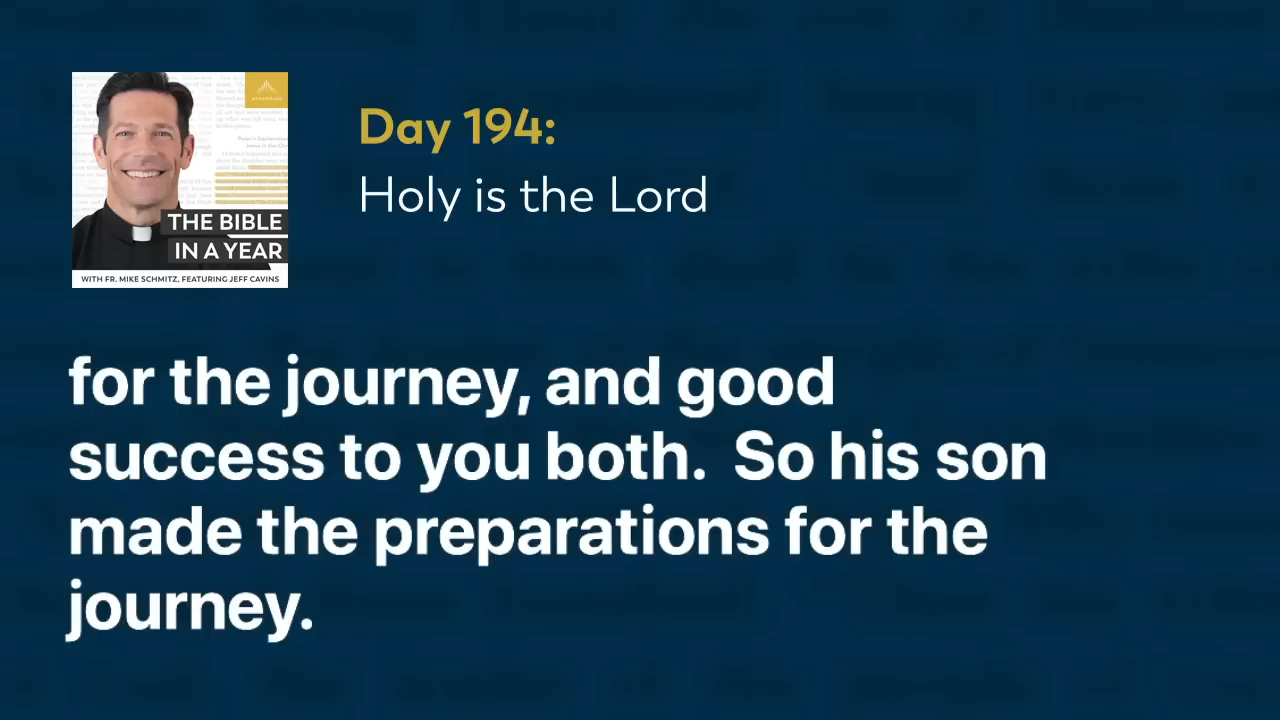 Day 194:
Holy is the Lord
THE BIBLE
IN A YEAR
WITH FR. MIKE SCHMITZ, FEATURING JEFF CAVINS
for the journey, and good
success to you both. So his son
made the preparations for the
journey.